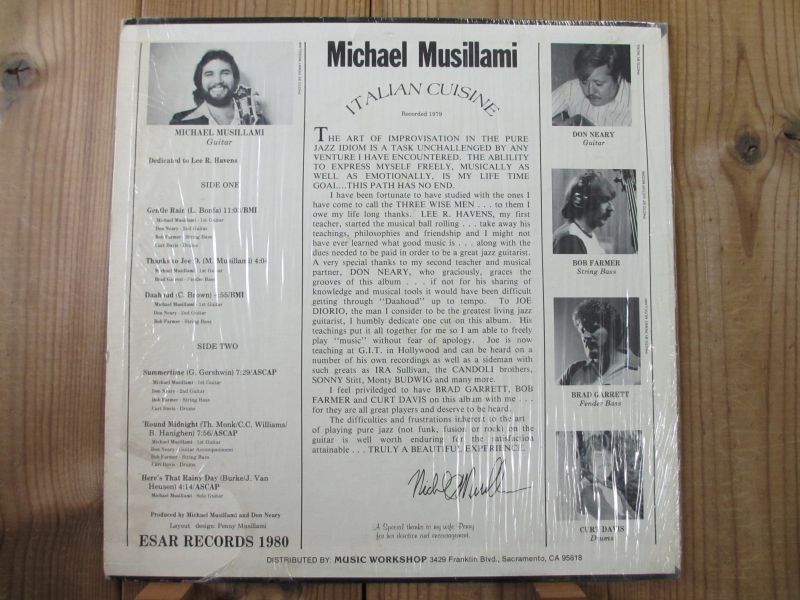 MICHAEL MUSILLAMI
Guitar
Dedicated to Lee R. Havens
SIDE ONE
Gentle Rain (L. Bonfa) 11:03/BMI
Michael Musillami - 1st Guitar
Don Neary - 2nd Guitar
Bob Farmer - String Bass
Curt Davis - Drums
Thanks to Joe D. (M. Musillami) 4:04
Michael Musillami - 1st Guitar
Brad Garrett - Fender Bass
Daahoud (C. Brown) 4:55/BMI
Michael Musillami - 1st Guitar
Don Neary - 2nd Guitar
Bob Farmer - String Bass
SIDE TWO
Summertime (G. Gershwin) 7:29/ASCAP
Michael Musillami - 1st Guitar
Don Neary - 2nd Guitar
Bob Farmer - String Bass
Curt Davis - Drums
'Round Midnight (Th. Monk/C.C. Williams/
B. Hanighen) 7:56/ASCAP
Michael Musillami - 1st Guitar
Don Neary - Guitar Accompaniment
Bob Farmer - String Bass
Curt Davis - Drums
Here's That Rainy Day (Burke/J. Van
Heusen) 4:14/ASCAP
Michael Musillami - Solo Guitar
Produced by Michael Musillami and Don Neary
Layout design: Penny Musillami
ESAR RECORDS 1980
Michael Musillami
ITALIAN CUISINE
Recorded 1979
THE ART OF IMPROVISATION IN THE PURE
JAZZ IDIOM IS A TASK UNCHALLENGED BY ANY
VENTURE I HAVE ENCOUNTERED. THE ABLILITY
TO EXPRESS MYSELF FREELY, MUSICALLY AS
WELL AS EMOTIONALLY, IS MY LIFE TIME
GOAL...THIS PATH HAS NO END.
I have been fortunate to have studied with the ones I
have come to call the THREE WISE MEN . . . to them I
owe my life long thanks. LEE R. HAVENS, my first
teacher, started the musical ball rolling . . . take away his
teachings, philosophies and friendship and I might not
have ever learned what good music is . . . along with the
dues needed to be paid in order to be a great jazz guitarist.
A very special thanks to my second teacher and musical
partner, DON NEARY, who graciously, graces the
grooves of this album . . . if not for his sharing of
knowledge and musical tools it would have been difficult
getting through "Daahoud" up to tempo. To JOE
DIORIO, the man I consider to be the greatest living jazz
guitarist, I humbly dedicate one cut on this album. His
teachings put it all together for me so I am able to freely
play "music" without fear of apology. Joe is now
teaching at G.I.T. in Hollywood and can be heard on a
number of his own recordings as well as a sideman with
such greats as IRA Sullivan, the CANDOLI brothers,
SONNY Stitt, Monty BUDWIG and many more.
I feel priviledged to have BRAD GARRETT, BOB
FARMER and CURT DAVIS on this album with me . . .
for they are all great players and deserve to be heard.
The difficulties and frustrations inherent to the art
of playing pure jazz (not funk, fusion or rock) on the
guitar is well worth enduring for the satisfaction
attainable . . . TRULY A BEAUTIFUL EXPERIENCE.
Michael Musillami
A Special thanks to my wife Penny
for her devotion and encouragement.
DON NEARY
Guitar
BOB FARMER
String Bass
BRAD GARRETT
Fender Bass
CURT DAVIS
Drums
DISTRIBUTED BY: MUSIC WORKSHOP 3429 Franklin Blvd., Sacramento, CA 95818